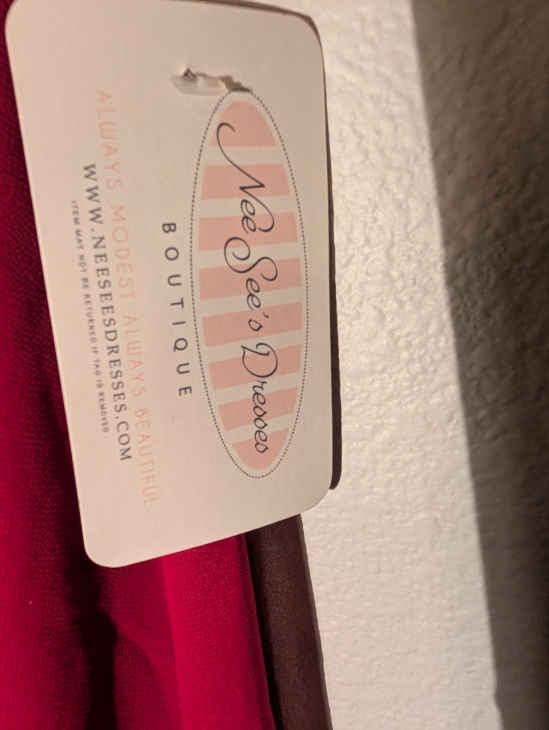 Nee See's Dresses
BOUTIQUE
ALWAYS MODEST ALWAYS BEAUTIFUL
WWW.NEESEESDRESSES.COM
ITEM MAY NOT BE RETURNED IF TAG IS REMOVED